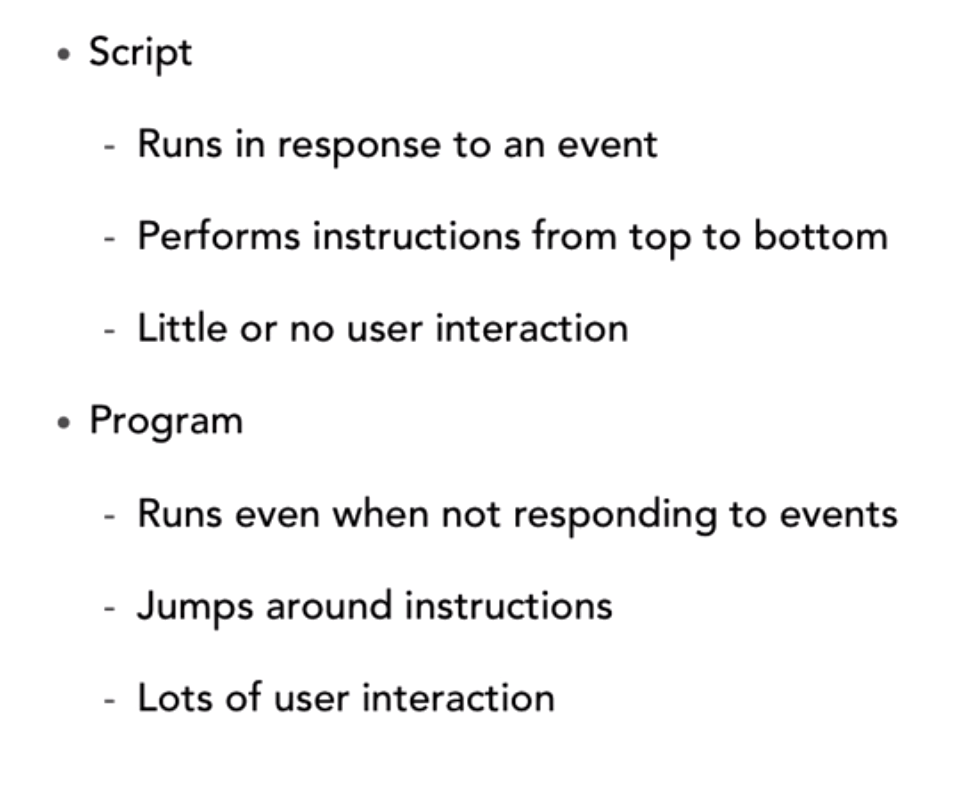 • Script
- Runs in response to an event
- Performs instructions from top to bottom
- Little or no user interaction
• Program
- Runs even when not responding to events
- Jumps around instructions
- Lots of user interaction